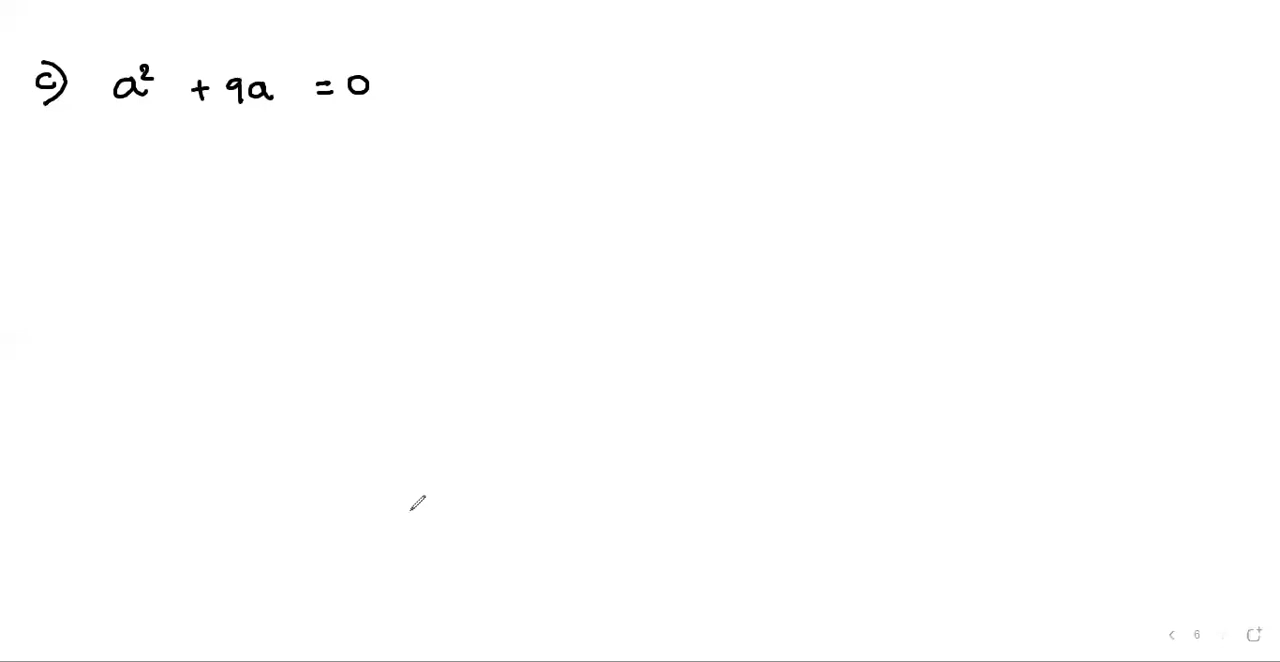 c) a² + 9a = 0
< 6